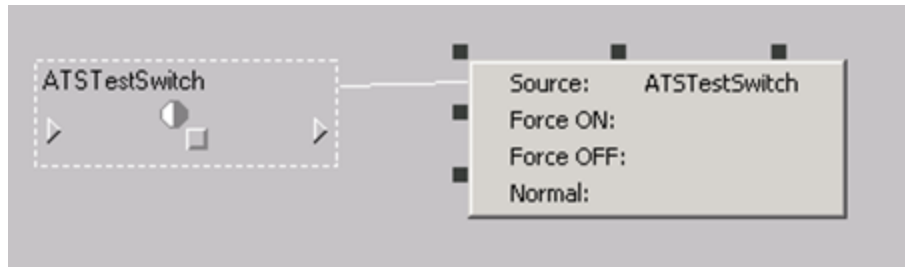 ATSTestSwitch
Source: ATSTestSwitch
Force ON:
Force OFF:
Normal: